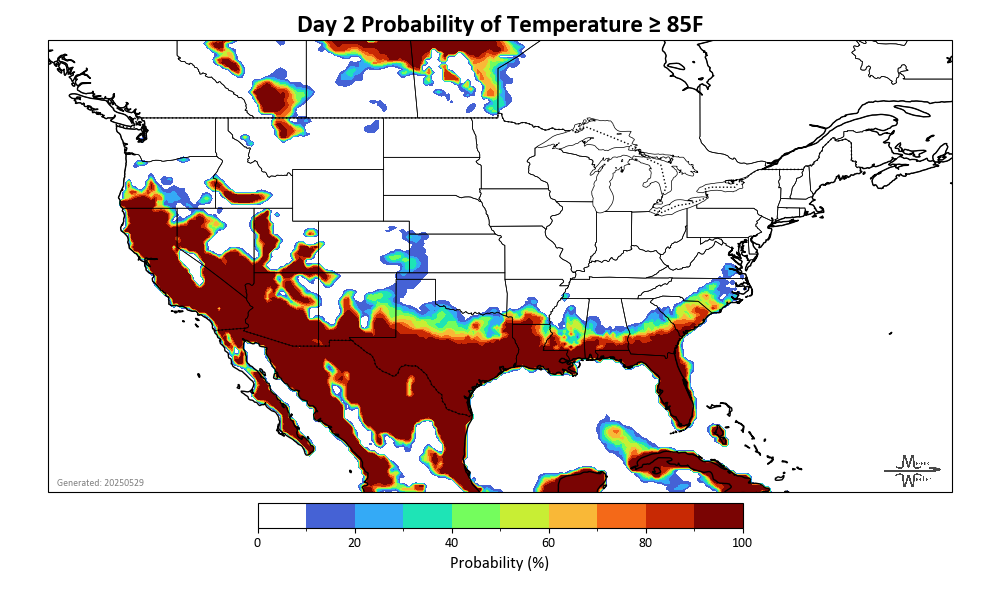 Day 2 Probability of Temperature ≥ 85F
Generated: 20250529
0 20 40 60 80 100
Probability (%)